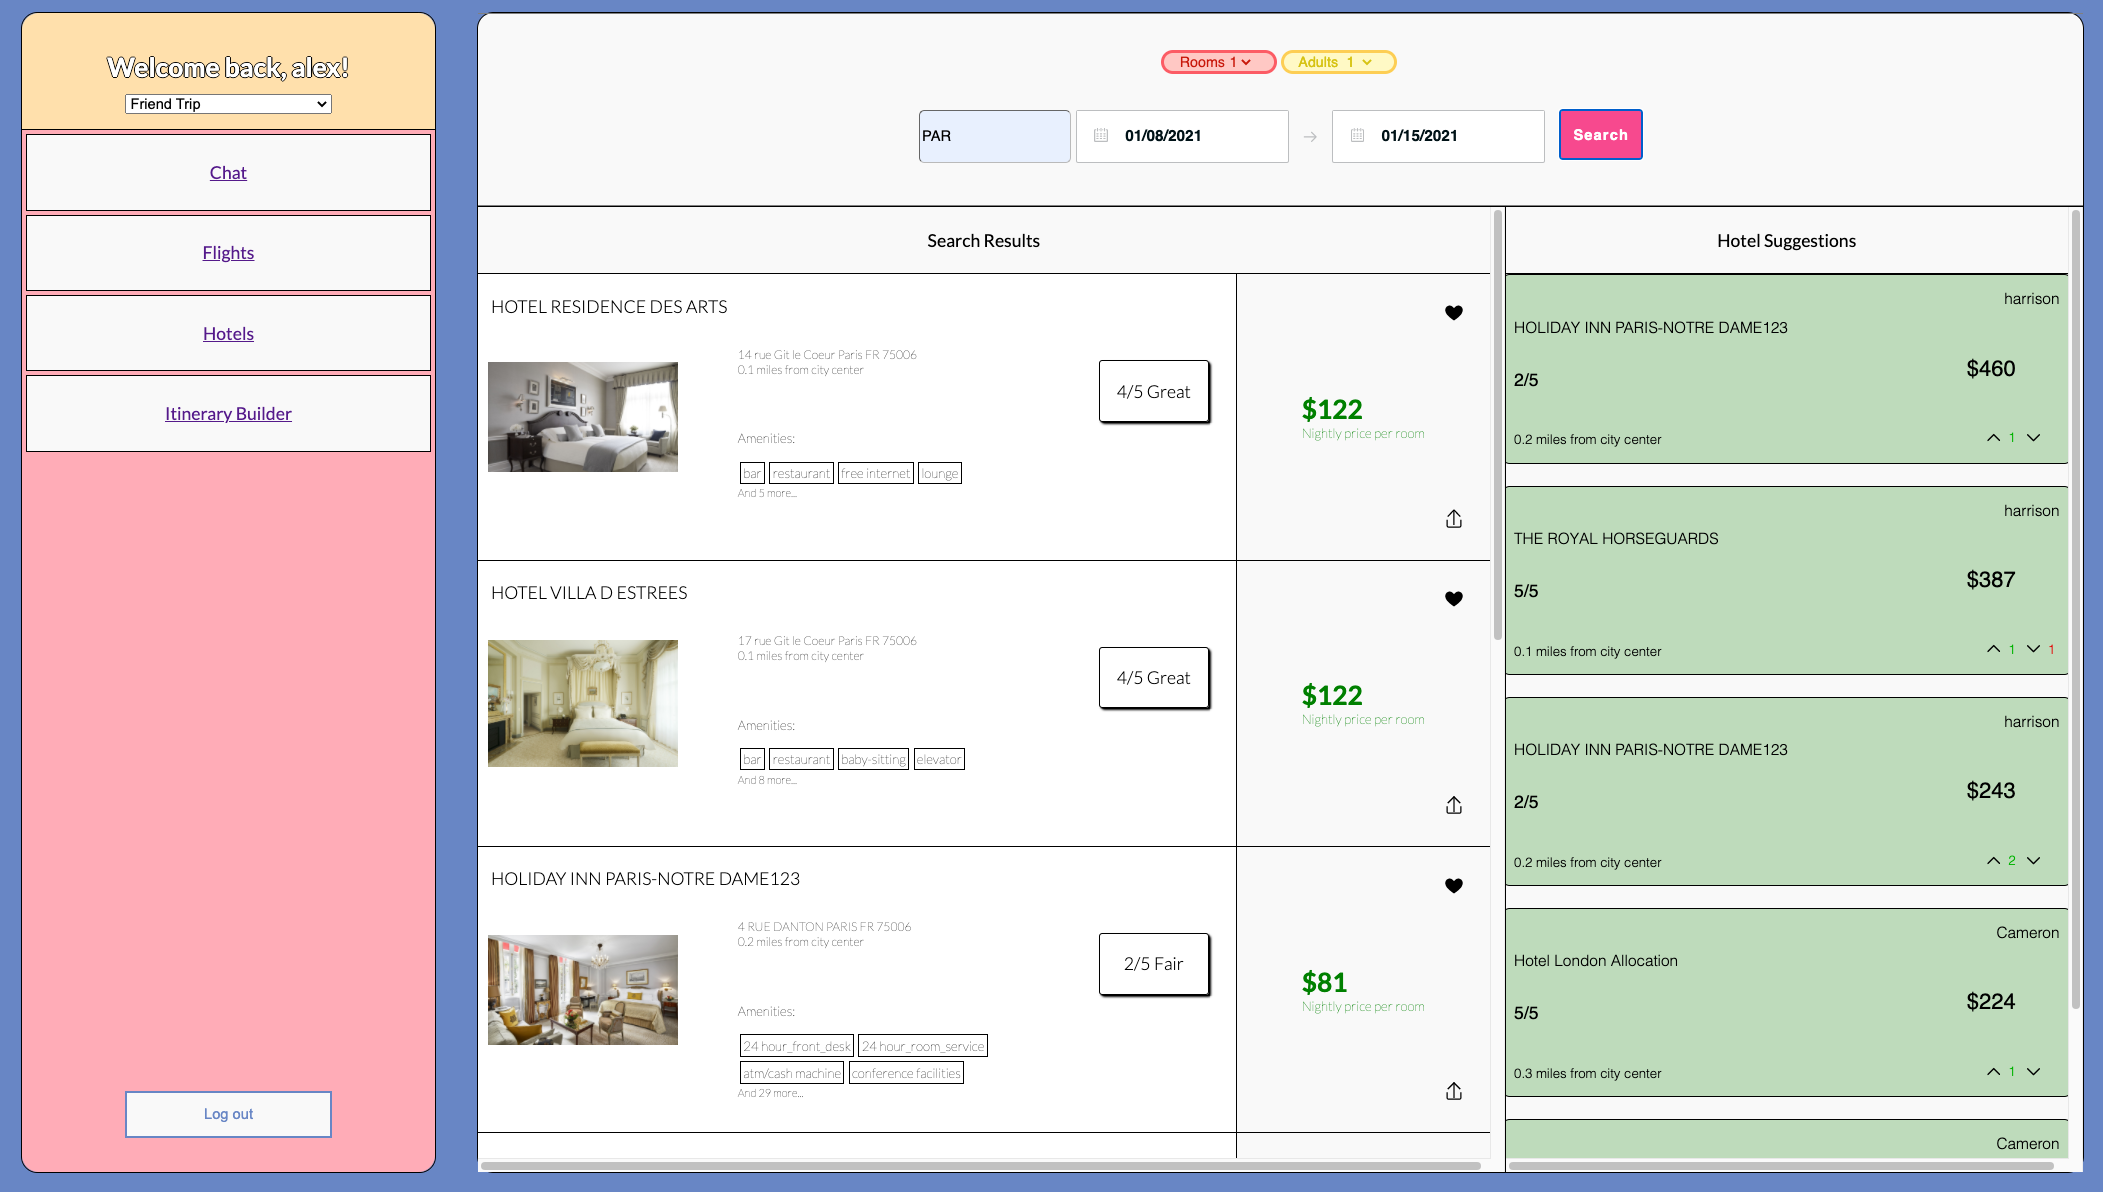 Welcome back, alex!
Friend Trip
Chat
Flights
Hotels
Itinerary Builder
Log out
Rooms 1
Adults 1
PAR
01/08/2021
01/15/2021
Search
Search Results
HOTEL RESIDENCE DES ARTS
14 rue Git le Coeur Paris FR 75006
0.1 miles from city center
4/5 Great
Amenities:
bar restaurant free internet lounge
And 5 more...
$122
Nightly price per room
HOTEL VILLA D ESTREES
17 rue Git le Coeur Paris FR 75006
0.1 miles from city center
4/5 Great
Amenities:
bar restaurant baby-sitting elevator
And 8 more...
$122
Nightly price per room
HOLIDAY INN PARIS-NOTRE DAME123
4 RUE DANTON PARIS FR 75006
0.2 miles from city center
2/5 Fair
Amenities:
24 hour_front_desk 24 hour_room_service
atm/cash machine conference facilities
And 29 more...
$81
Nightly price per room
Hotel Suggestions
harrison
HOLIDAY INN PARIS-NOTRE DAME123
$460
2/5
0.2 miles from city center
1
harrison
THE ROYAL HORSEGUARDS
$387
5/5
0.1 miles from city center
1 1
harrison
HOLIDAY INN PARIS-NOTRE DAME123
$243
2/5
0.2 miles from city center
2
Cameron
Hotel London Allocation
$224
5/5
0.3 miles from city center
1
Cameron